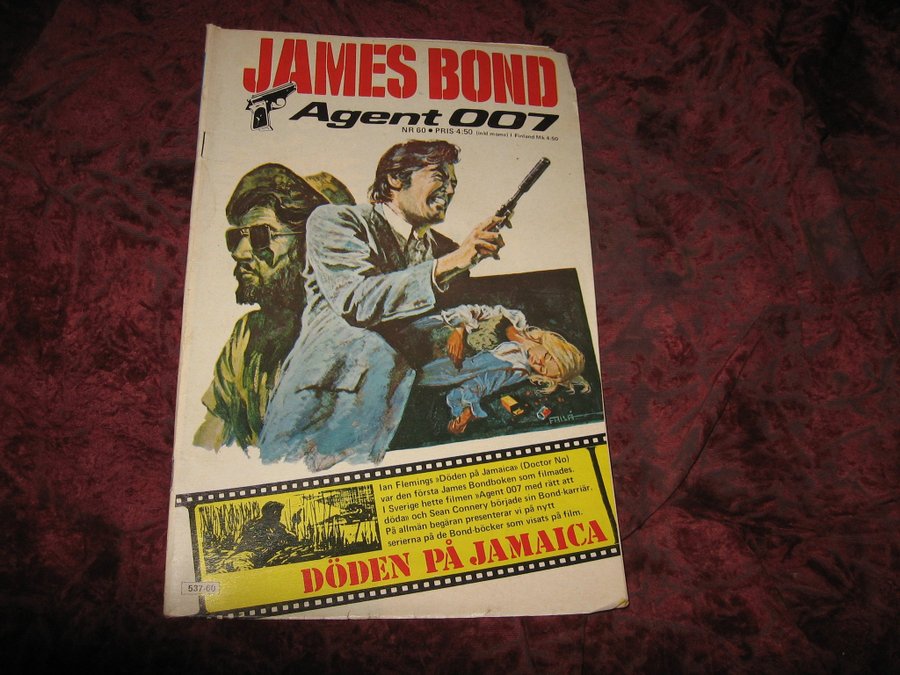 JAMES BOND
Agent 007
NR 60 • PRIS 4:50 (inkl moms) I Finland Mk 4:50
FAILÁ
Ian Flemings »Döden på Jamaica» (Doctor No)
var den första James Bondboken som filmades.
I Sverige hette filmen »Agent 007 med rätt att
döda» och Sean Connery började sin Bond-karriär.
På allmän begäran presenterar vi på nytt
serierna på de Bond-böcker som visats på film.
DÖDEN PÅ JAMAICA
537-60